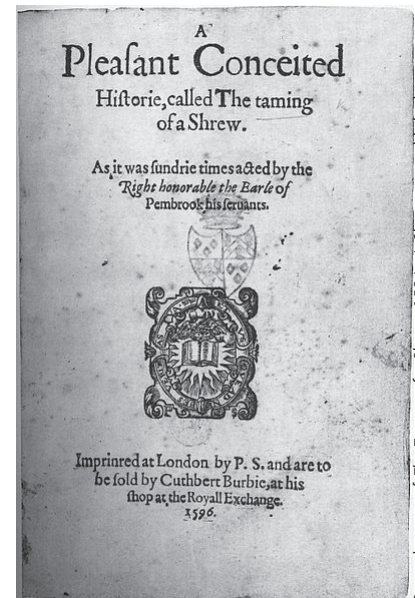 A
Pleaſant Conceited
Hiſtorie, called The taming
of a Shrew.
As it was ſundrie times acted by the
Right honorable the Earle of
Pembrook his ſeruants.
Imprinred at London by P. S. and are to
be ſold by Cuthbert Burbie, at his
ſhop at the Royall Exchange.
1596.